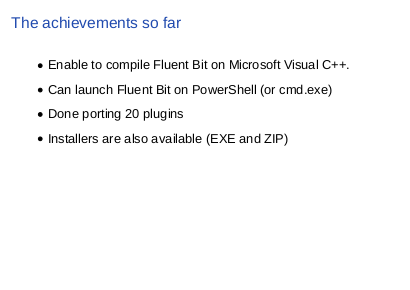 The achievements so far
• Enable to compile Fluent Bit on Microsoft Visual C++.
• Can launch Fluent Bit on PowerShell (or cmd.exe)
• Done porting 20 plugins
• Installers are also available (EXE and ZIP)